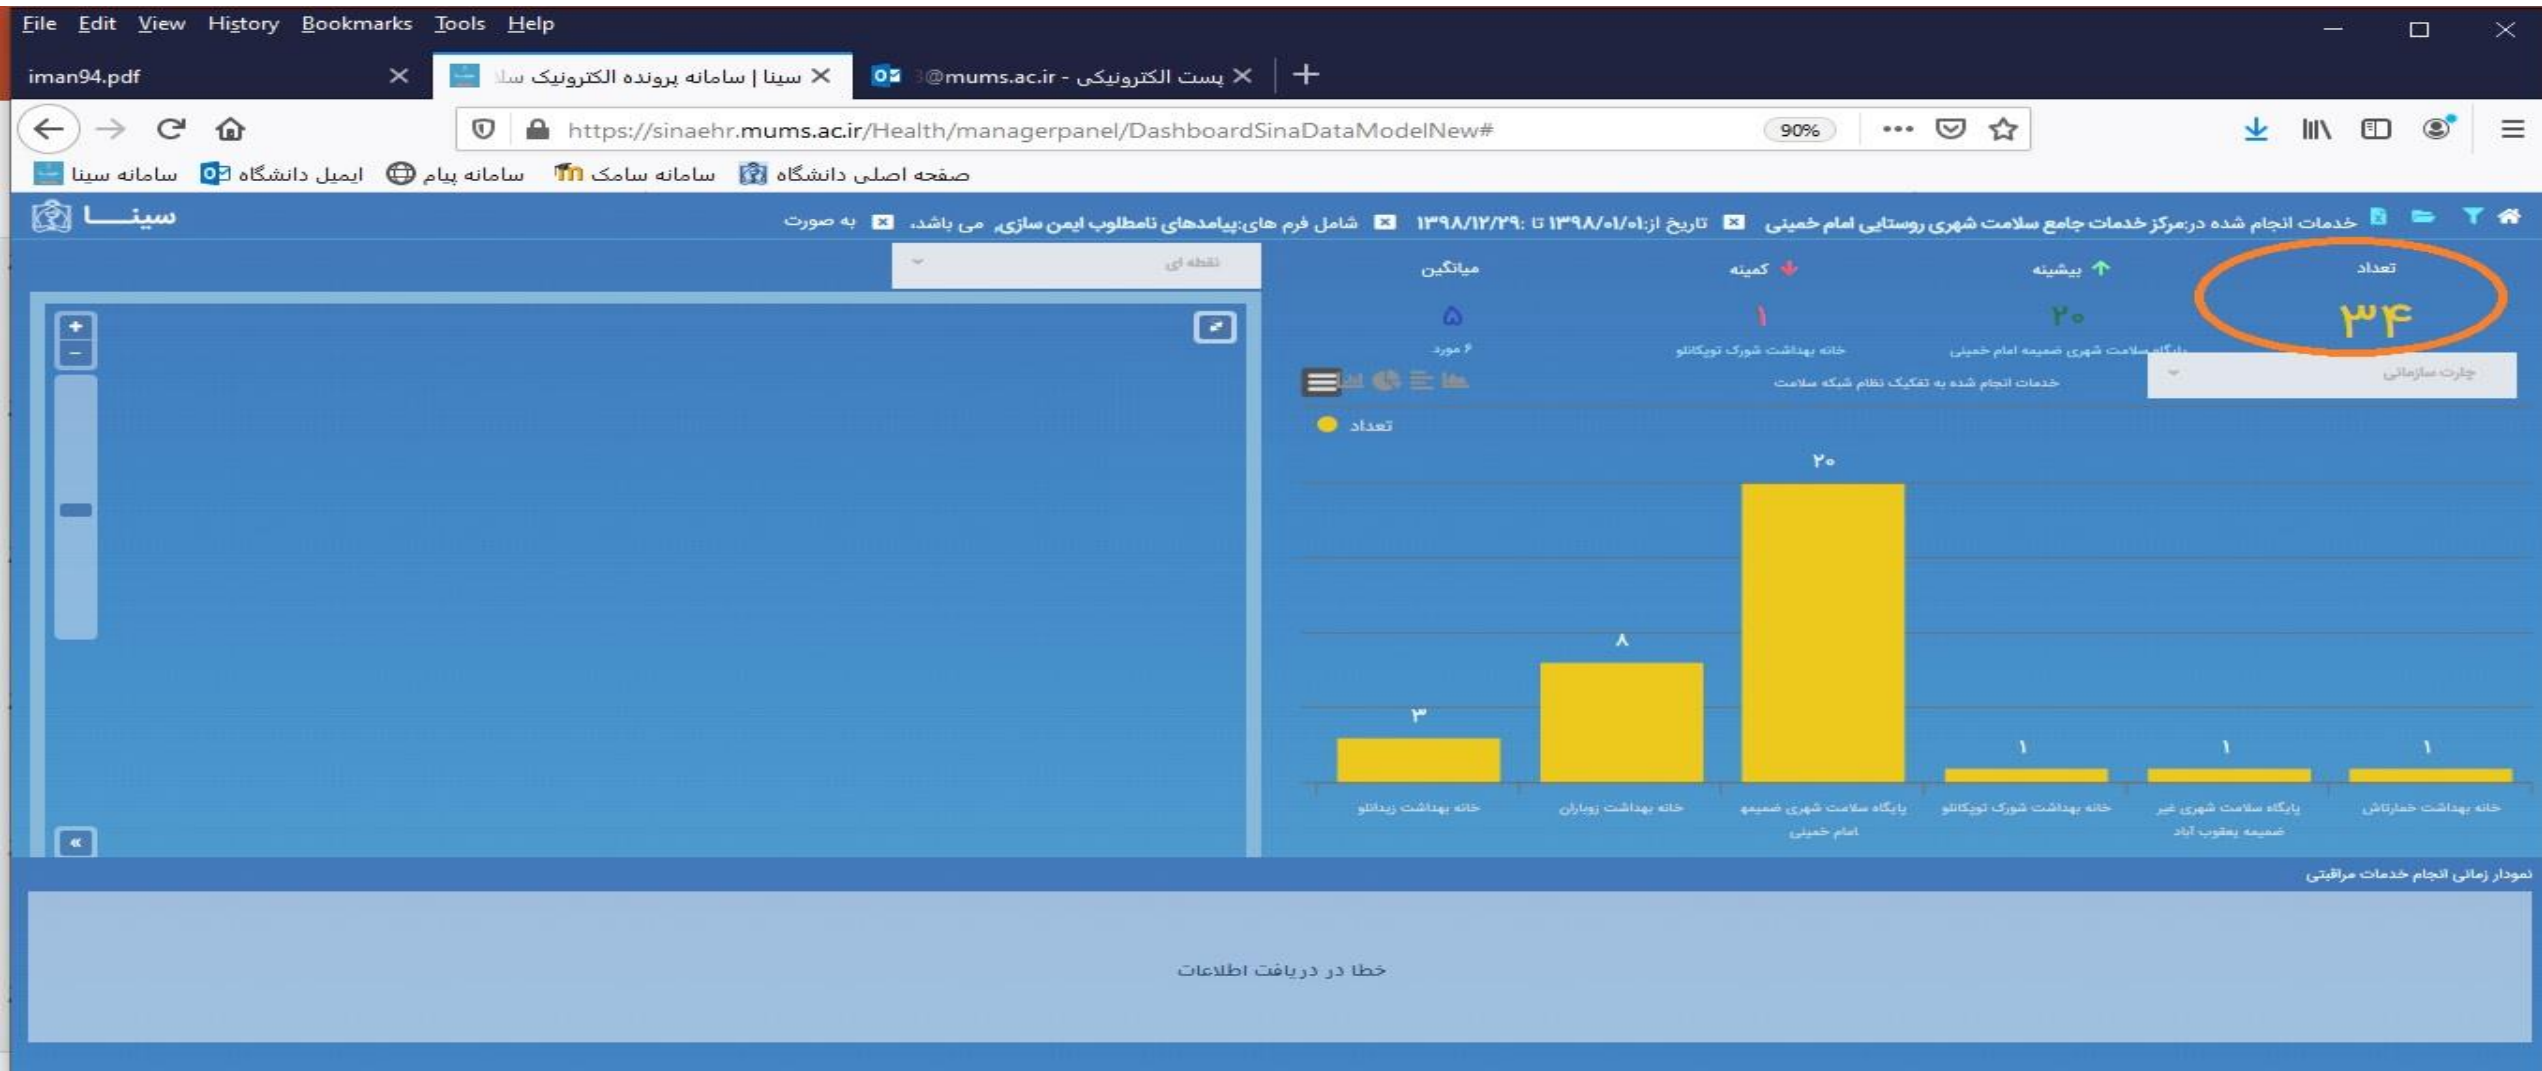 File Edit View History Bookmarks Tools Help
iman94.pdf
سینا | سامانه پرونده الکترونیک سلا
پست الکترونیکی - 3@mums.ac.ir
https://sinaehr.mums.ac.ir/Health/managerpanel/DashboardSinaDataModelNew#
90%
سامانه سینا
ایمیل دانشگاه
سامانه پیام
سامانه سامک
صفحه اصلی دانشگاه
خدمات انجام شده در:مرکز خدمات جامع سلامت شهری روستایی امام خمینی تاریخ از:۱۳۹۸/۰۱/۰۱ تا :۱۳۹۸/۱۲/۲۹ شامل فرم های:پیامدهای نامطلوب ایمن سازی, می باشد. به صورت
سینـــا
نقطه ای
تعداد
۳۴
بیشینه
۲۰
پایگاه سلامت شهری ضمیمه امام خمینی
کمینه
۱
خانه بهداشت شورک توپکانلو
میانگین
۵
۶ مورد
چارت سازمانی
خدمات انجام شده به تفکیک نظام شبکه سلامت
تعداد
۲۰
۸
۳
۱
۱
۱
خانه بهداشت خمارتاش
پایگاه سلامت شهری غیر ضمیمه یعقوب آباد
خانه بهداشت شورک توپکانلو
پایگاه سلامت شهری ضمیمه امام خمینی
خانه بهداشت زوباران
خانه بهداشت زیدانلو
نمودار زمانی انجام خدمات مراقبتی
خطا در دریافت اطلاعات